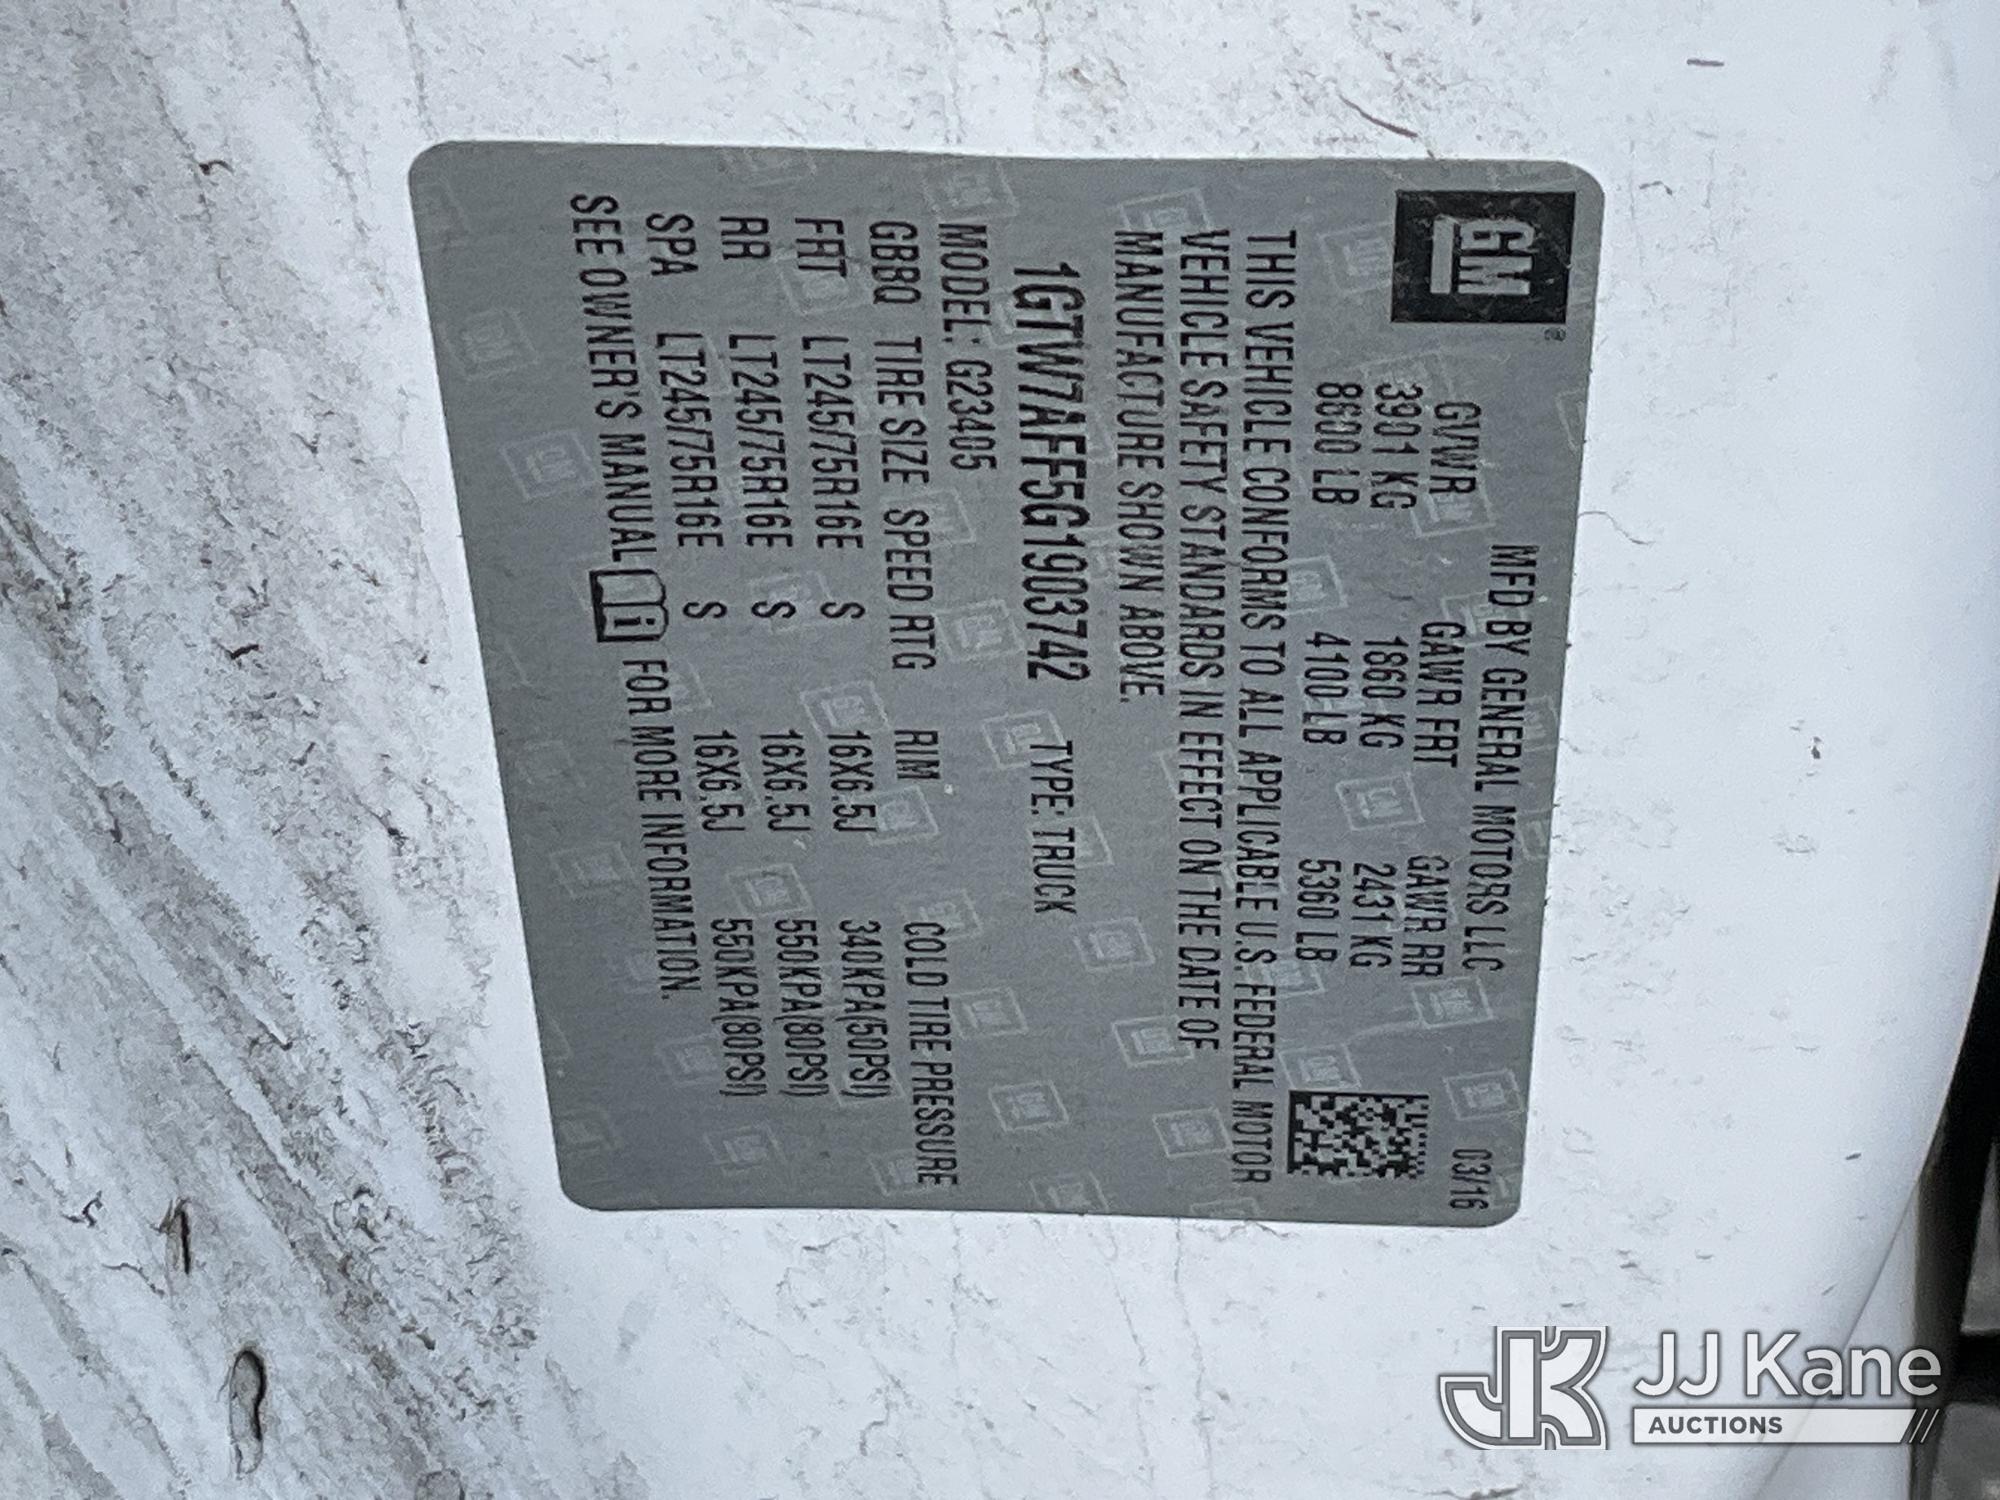 GM®
MFD BY GENERAL MOTORS LLC 03/16
GVWR GAWR FRT GAWR RR
3901 KG 1860 KG 2431 KG
8600 LB 4100 LB 5360 LB
THIS VEHICLE CONFORMS TO ALL APPLICABLE U.S. FEDERAL MOTOR
VEHICLE SAFETY STANDARDS IN EFFECT ON THE DATE OF
MANUFACTURE SHOWN ABOVE.
1GTW7AFF5G1903742 TYPE: TRUCK
MODEL: G23405
GBBQ TIRE SIZE SPEED RTG RIM COLD TIRE PRESSURE
FRT LT245/75R16E S 16X6.5J 340KPA(50PSI)
RR LT245/75R16E S 16X6.5J 550KPA(80PSI)
SPA LT245/75R16E S 16X6.5J 550KPA(80PSI)
SEE OWNER'S MANUAL i FOR MORE INFORMATION.
JK JJ Kane
AUCTIONS